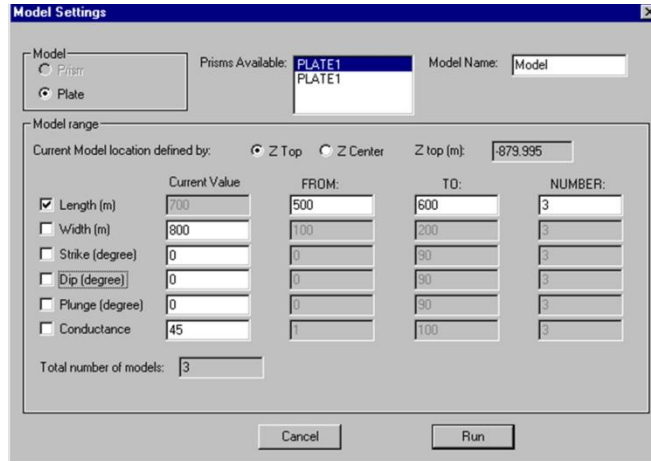 Model Settings
Model
Prism
Plate
Prisms Available:
PLATE1
PLATE1
Model Name: Model
Model range
Current Model location defined by: Z Top Z Center Z top (m): -879.995
Current Value FROM: TO: NUMBER:
Length (m) 700 500 600 3
Width (m) 800 100 200 3
Strike (degree) 0 0 90 3
Dip (degree) 0 0 90 3
Plunge (degree) 0 0 90 3
Conductance 45 1 100 3
Total number of models: 3
Cancel Run